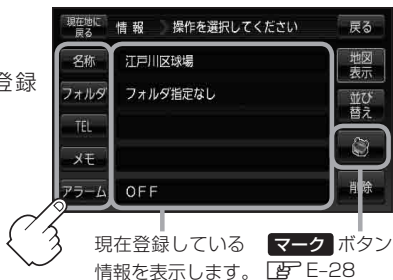 現在地に
戻る
情報 操作を選択してください
戻る
登録
名称 江戸川区球場
地図
表示
フォルダ フォルダ指定なし
並び
替え
TEL
メモ
アラーム OFF
削除
現在登録している
情報を表示します。
マーク ボタン
E-28